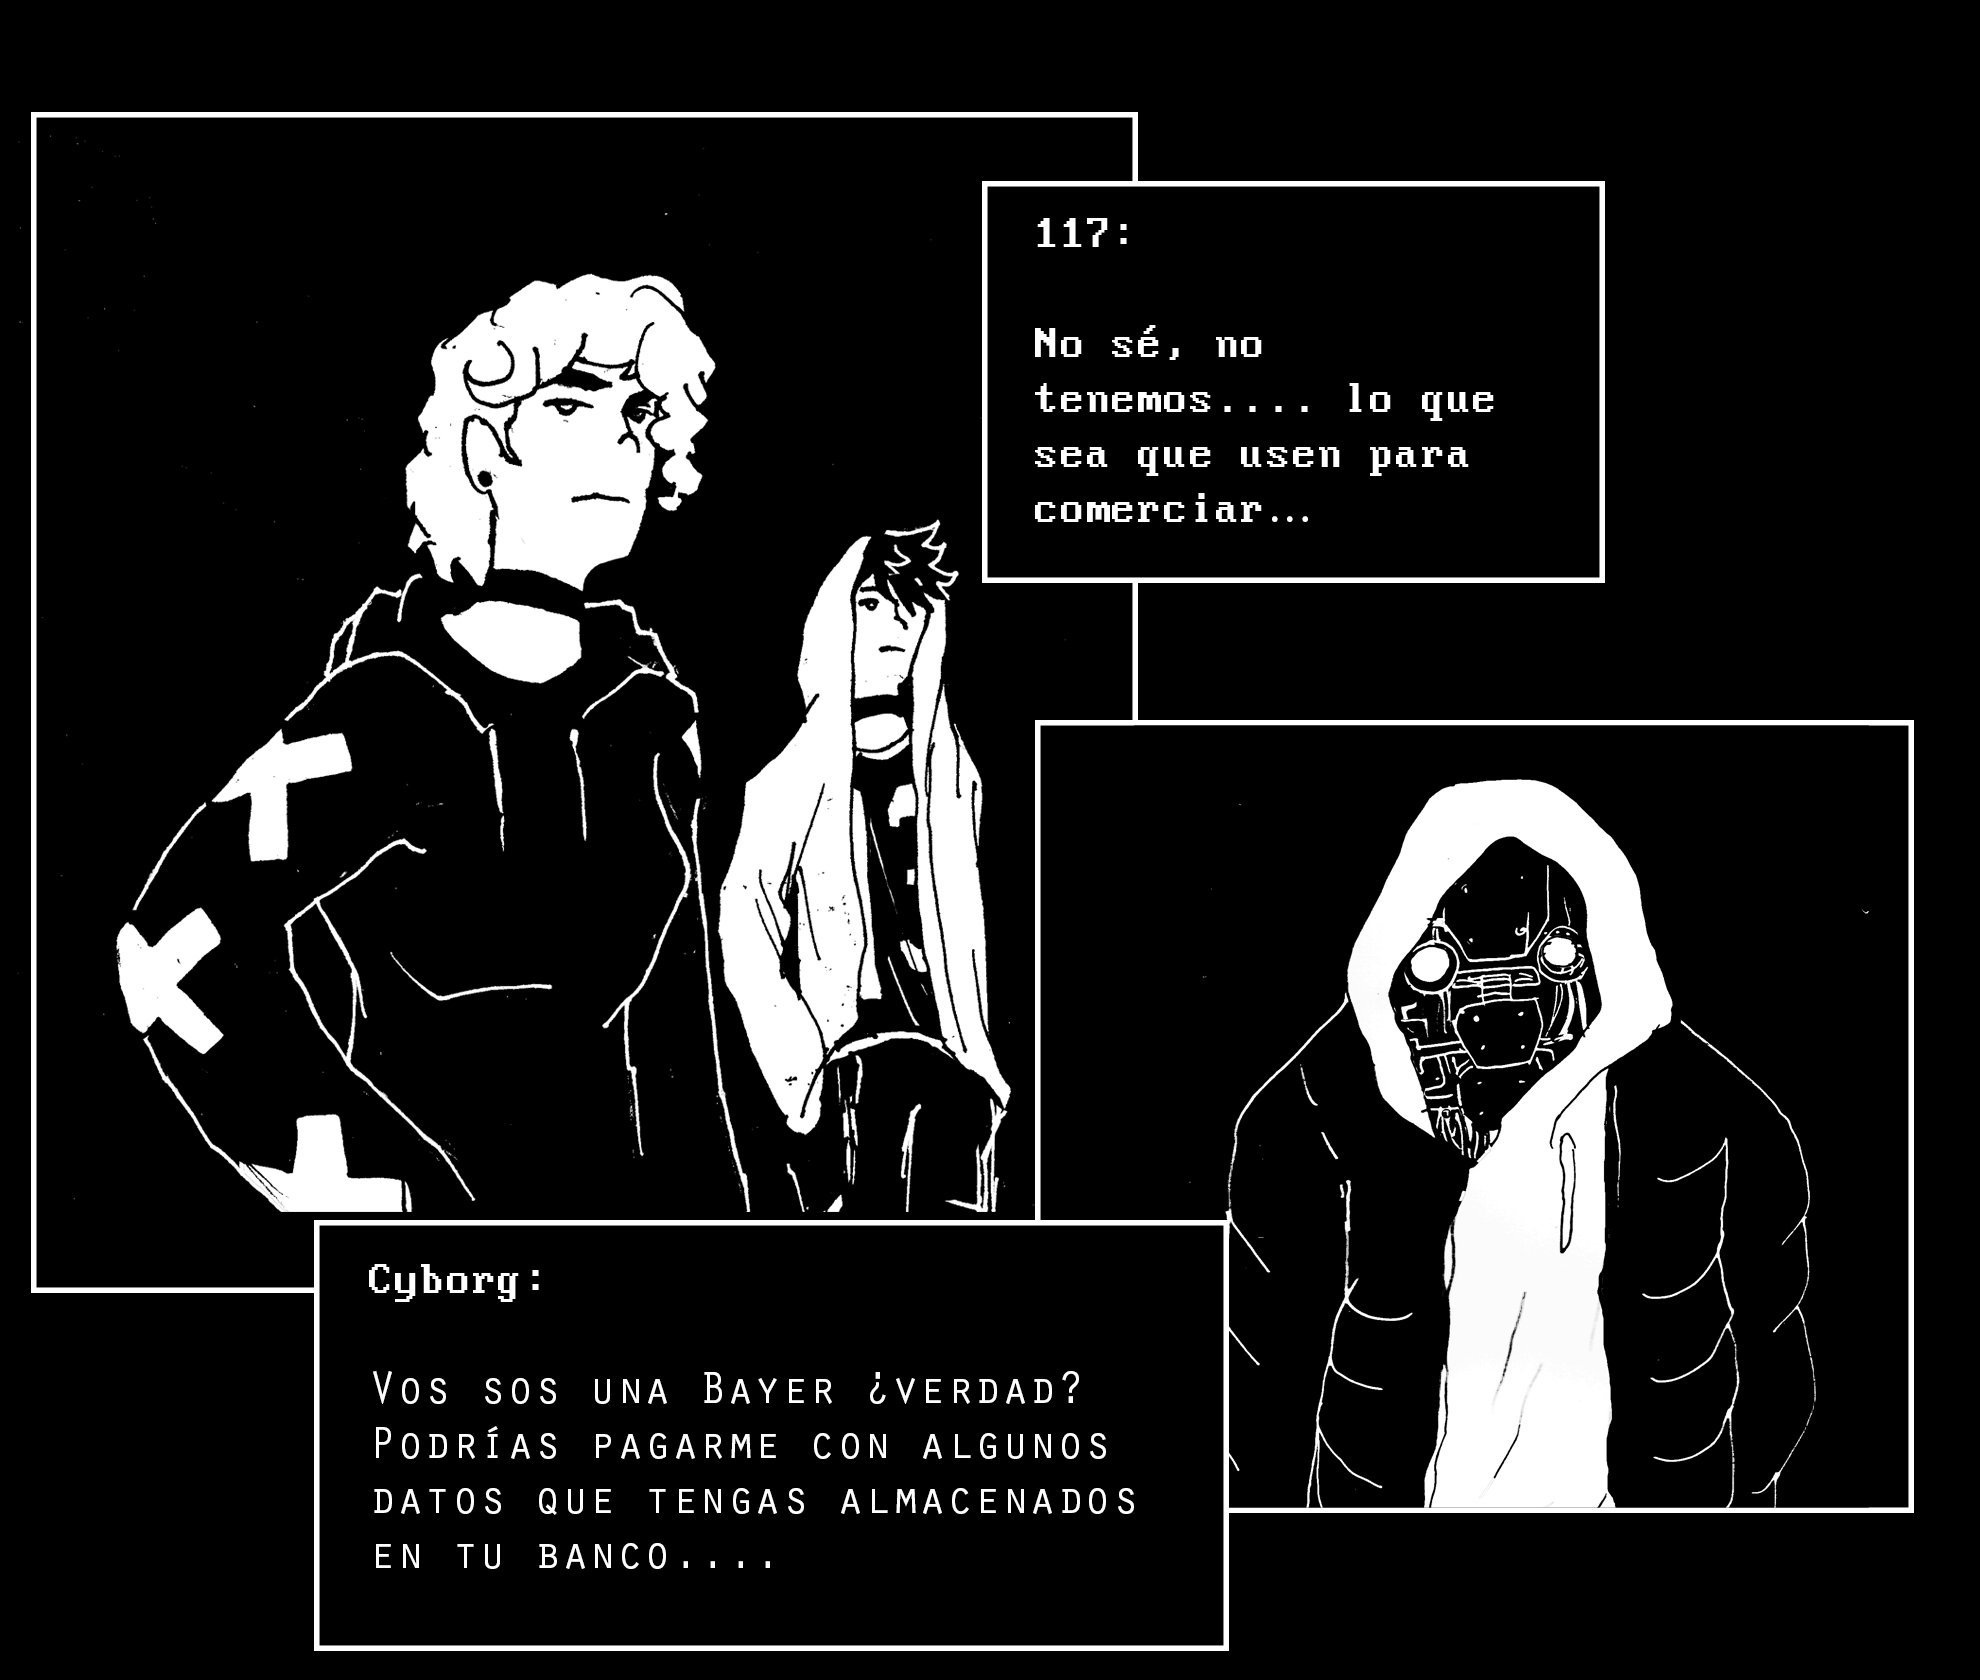 117:
No sé, no
tenemos.... lo que
sea que usen para
comerciar...
Cyborg:
VOS SOS UNA BAYER ¿VERDAD?
PODRÍAS PAGARME CON ALGUNOS
DATOS QUE TENGAS ALMACENADOS
EN TU BANCO....